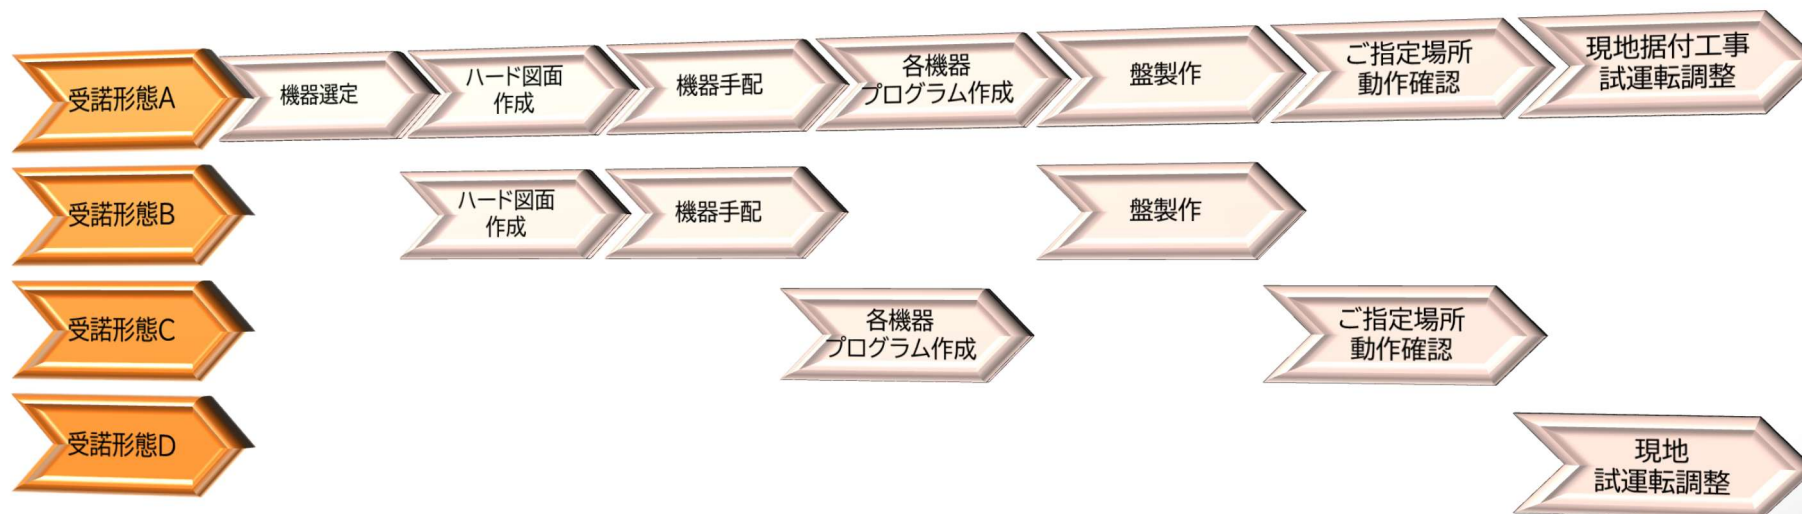 受諾形態A
機器選定
ハード図面
作成
機器手配
各機器
プログラム作成
盤製作
ご指定場所
動作確認
現地据付工事
試運転調整
受諾形態B
ハード図面
作成
機器手配
盤製作
受諾形態C
各機器
プログラム作成
ご指定場所
動作確認
受諾形態D
現地
試運転調整